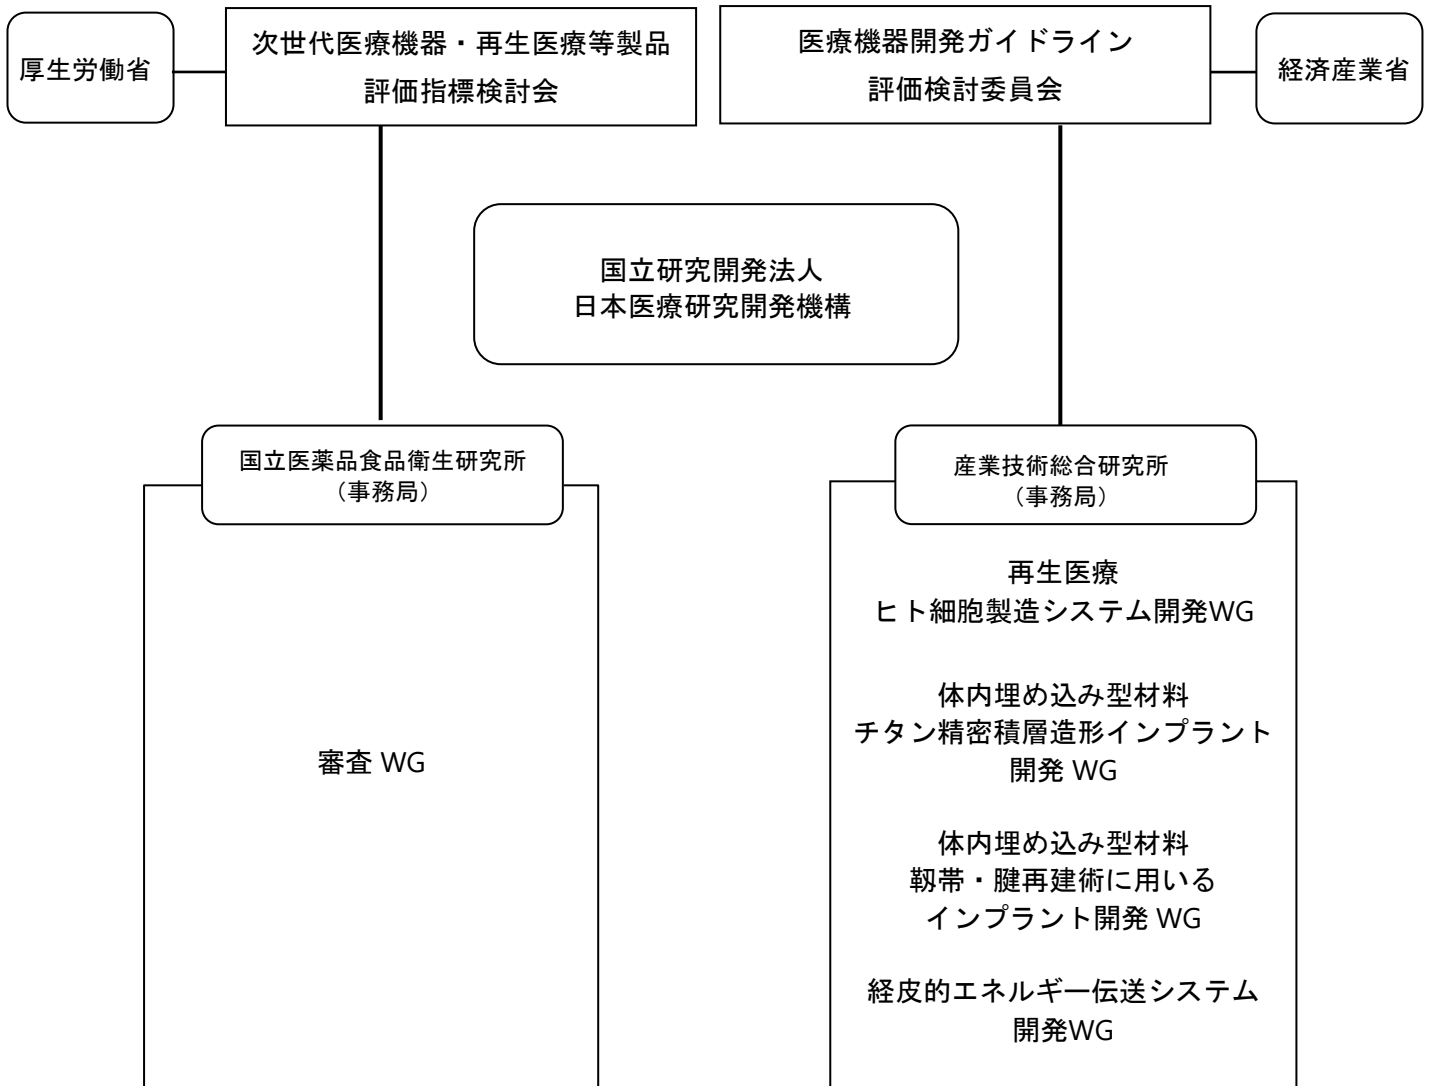 厚生労働省
次世代医療機器・再生医療等製品
評価指標検討会
医療機器開発ガイドライン
評価検討委員会
経済産業省
国立研究開発法人
日本医療研究開発機構
国立医薬品食品衛生研究所
（事務局）
審査 WG
産業技術総合研究所
（事務局）
再生医療
ヒト細胞製造システム開発WG
体内埋め込み型材料
チタン精密積層造形インプラント
開発 WG
体内埋め込み型材料
靱帯・腱再建術に用いる
インプラント開発 WG
経皮的エネルギー伝送システム
開発WG